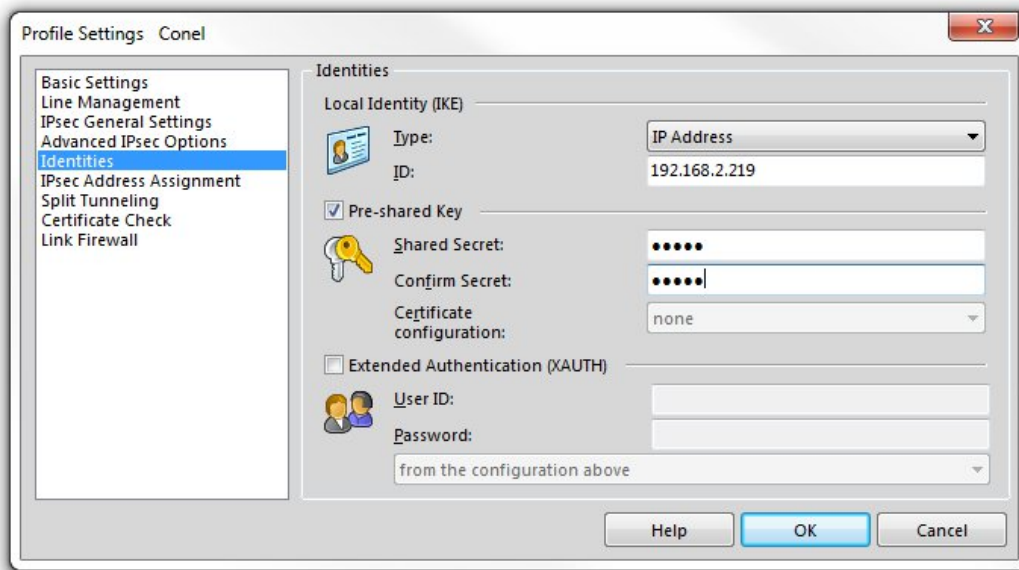 Profile Settings Conel
Basic Settings
Line Management
IPsec General Settings
Advanced IPsec Options
Identities
IPsec Address Assignment
Split Tunneling
Certificate Check
Link Firewall
Identities
Local Identity (IKE)
Type: IP Address
ID: 192.168.2.219
Pre-shared Key
Shared Secret: •••••
Confirm Secret: •••••
Certificate
configuration: none
Extended Authentication (XAUTH)
User ID:
Password:
from the configuration above
Help OK Cancel